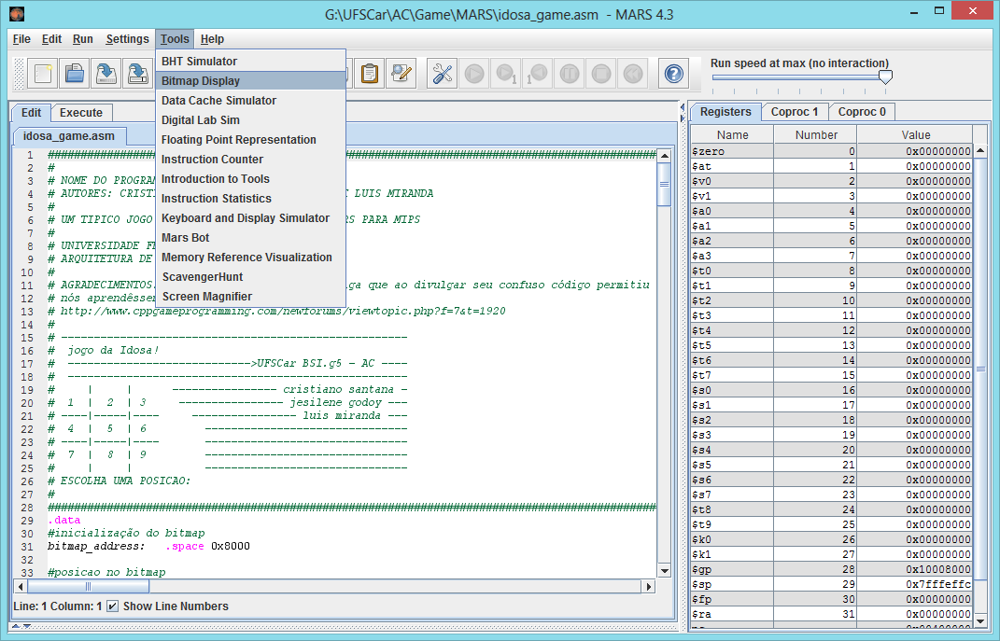 G:\UFSCar\AC\Game\MARS\idosa_game.asm - MARS 4.3
File Edit Run Settings Tools Help
BHT Simulator
Bitmap Display
Data Cache Simulator
Digital Lab Sim
Floating Point Representation
Instruction Counter
Introduction to Tools
Instruction Statistics
Keyboard and Display Simulator
Mars Bot
Memory Reference Visualization
ScavengerHunt
Screen Magnifier
Run speed at max (no interaction)
Edit Execute
idosa_game.asm
1 ################################################
2 #
3 # NOME DO PROGRAM
4 # AUTORES: CRIST LUIS MIRANDA
5 #
6 # UM TIPICO JOGO RS PARA MIPS
7 #
8 # UNIVERSIDADE F
9 # ARQUITETURA DE
10 #
11 # AGRADECIMENTOS que ao divulgar seu confuso código permitiu
12 # nós aprendêsse
13 # http://www.cppgameprogramming.com/newforums/viewtopic.php?f=7&t=1920
14 #
15 # ----------------------------------------------------
16 # jogo da Idosa!
17 # ---------------------------->UFSCar BSI.g5 - AC ----
18 # ----------------------------------------------------
19 # | | ---------------- cristiano santana -
20 # 1 | 2 | 3 ---------------- jesilene godoy ---
21 # ----|-----|---- ---------------- luis miranda ---
22 # 4 | 5 | 6 -------------------------------
23 # ----|-----|---- -------------------------------
24 # 7 | 8 | 9 -------------------------------
25 # | | -------------------------------
26 # ESCOLHA UMA POSICAO:
27 #
28 ################################################
29 .data
30 #inicialização do bitmap
31 bitmap_address: .space 0x8000
32
33 #posicao no bitmap
Line: 1 Column: 1 Show Line Numbers
Registers Coproc 1 Coproc 0
Name Number Value
$zero 0 0x00000000
$at 1 0x00000000
$v0 2 0x00000000
$v1 3 0x00000000
$a0 4 0x00000000
$a1 5 0x00000000
$a2 6 0x00000000
$a3 7 0x00000000
$t0 8 0x00000000
$t1 9 0x00000000
$t2 10 0x00000000
$t3 11 0x00000000
$t4 12 0x00000000
$t5 13 0x00000000
$t6 14 0x00000000
$t7 15 0x00000000
$s0 16 0x00000000
$s1 17 0x00000000
$s2 18 0x00000000
$s3 19 0x00000000
$s4 20 0x00000000
$s5 21 0x00000000
$s6 22 0x00000000
$s7 23 0x00000000
$t8 24 0x00000000
$t9 25 0x00000000
$k0 26 0x00000000
$k1 27 0x00000000
$gp 28 0x10008000
$sp 29 0x7fffeffc
$fp 30 0x00000000
$ra 31 0x00000000